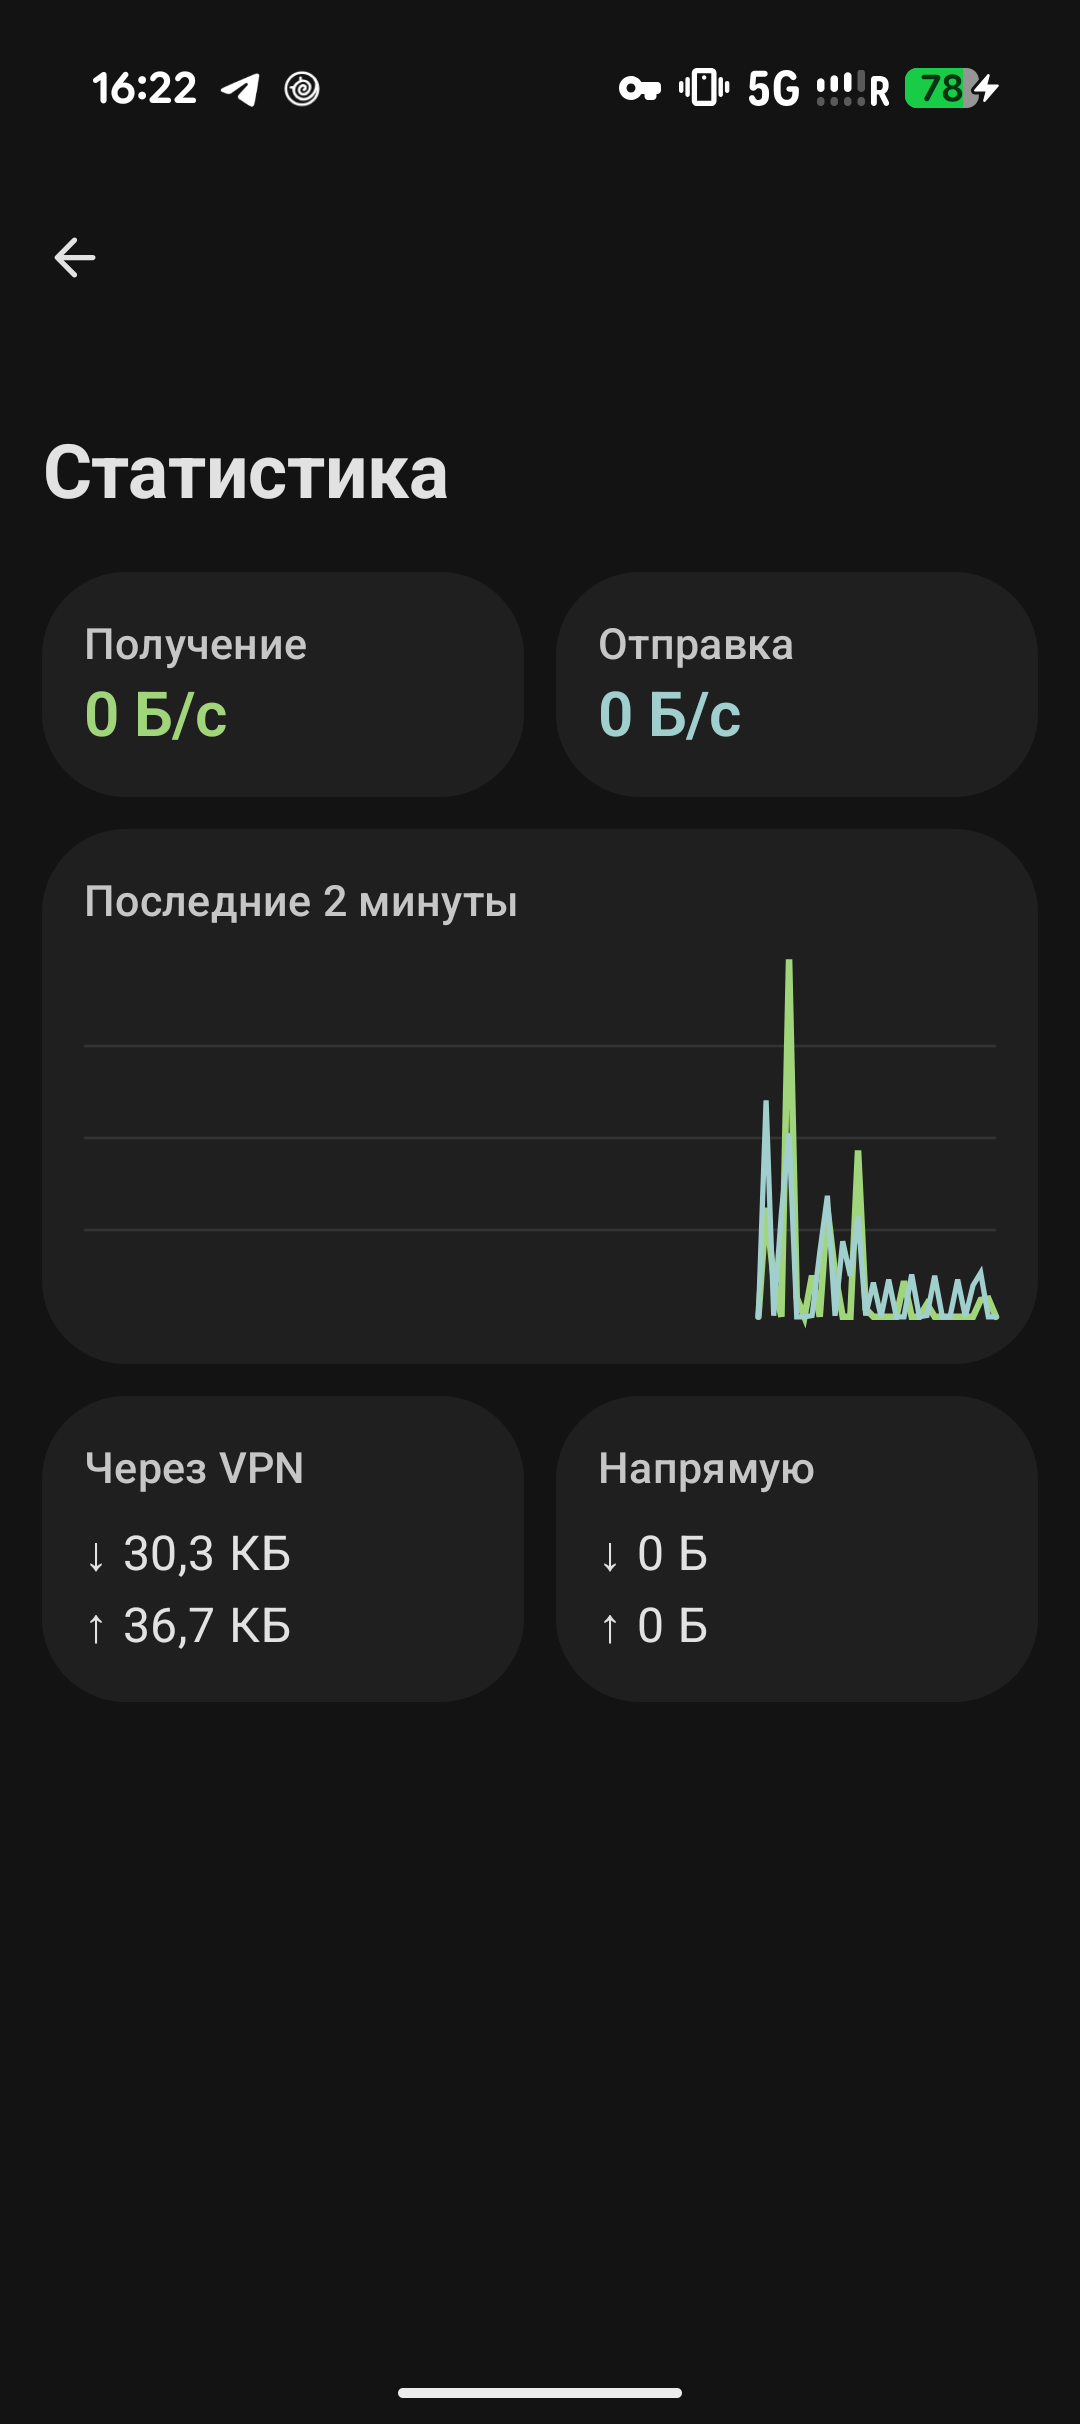 16:22 5G R 78
Статистика
Получение
0 Б/с
Отправка
0 Б/с
Последние 2 минуты
Через VPN
↓ 30,3 КБ
↑ 36,7 КБ
Напрямую
↓ 0 Б
↑ 0 Б